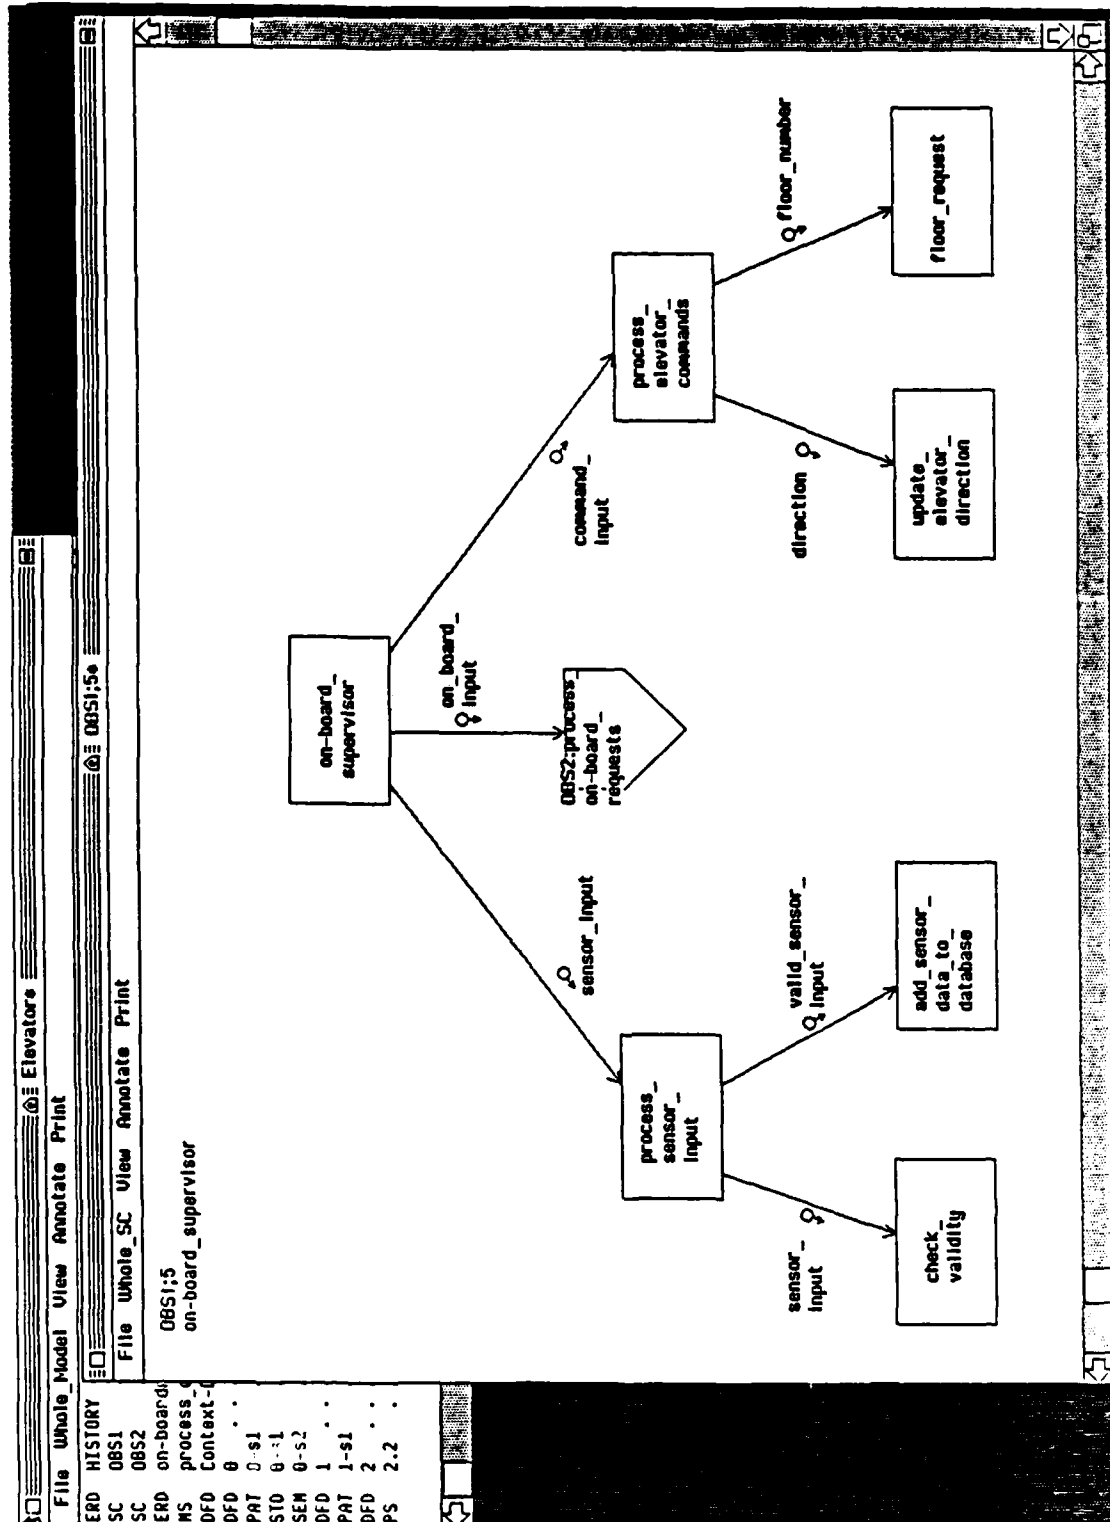 Elevators
File Whole_Model View Annotate Print
ERD HISTORY
SC OBS1
SC OBS2
ERD on-board
MS process_
DFD Context-
DFD 0 . .
PAT 0-s1
STD 0-s1
SEM 0-s2
DFD 1 . .
PAT 1-s1
DFD 2 . .
PS 2.2 .
OBS1;5
File Whole_SC View Annotate Print
OBS1;5
on-board_supervisor
on-board_
supervisor
sensor_input
on_board_
input
command_
input
process_
sensor_
input
OBS2:process_
on-board_
requests
process_
elevator_
commands
sensor_
input
valid_sensor_
input
direction
floor_number
check_
validity
add_sensor_
data_to_
database
update_
elevator_
direction
floor_request